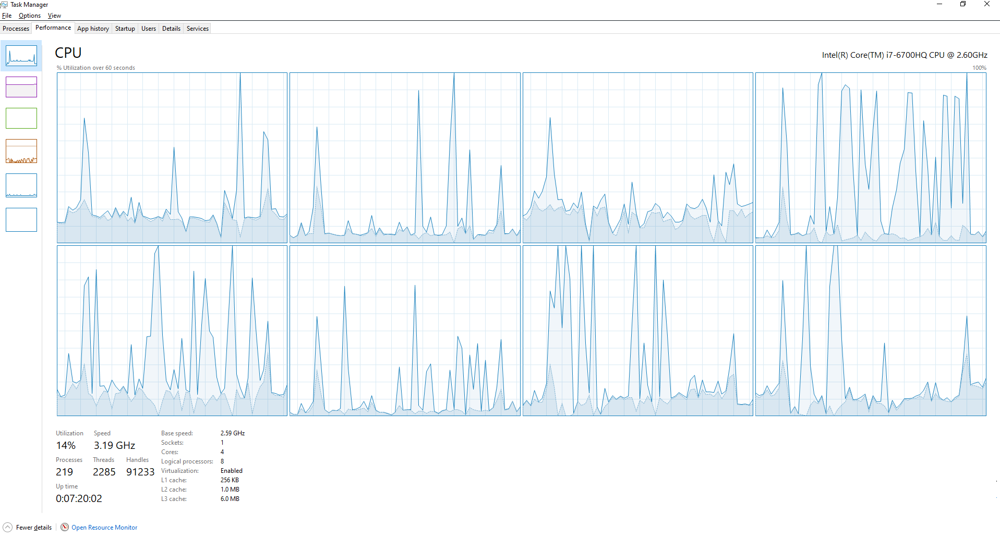 Task Manager
File Options View
Processes Performance App history Startup Users Details Services
CPU
Intel(R) Core(TM) i7-6700HQ CPU @ 2.60GHz
% Utilization over 60 seconds
100%
Utilization Speed
14% 3.19 GHz
Processes Threads Handles
219 2285 91233
Up time
0:07:20:02
Base speed: 2.59 GHz
Sockets: 1
Cores: 4
Logical processors: 8
Virtualization: Enabled
L1 cache: 256 KB
L2 cache: 1.0 MB
L3 cache: 6.0 MB
Fewer details Open Resource Monitor